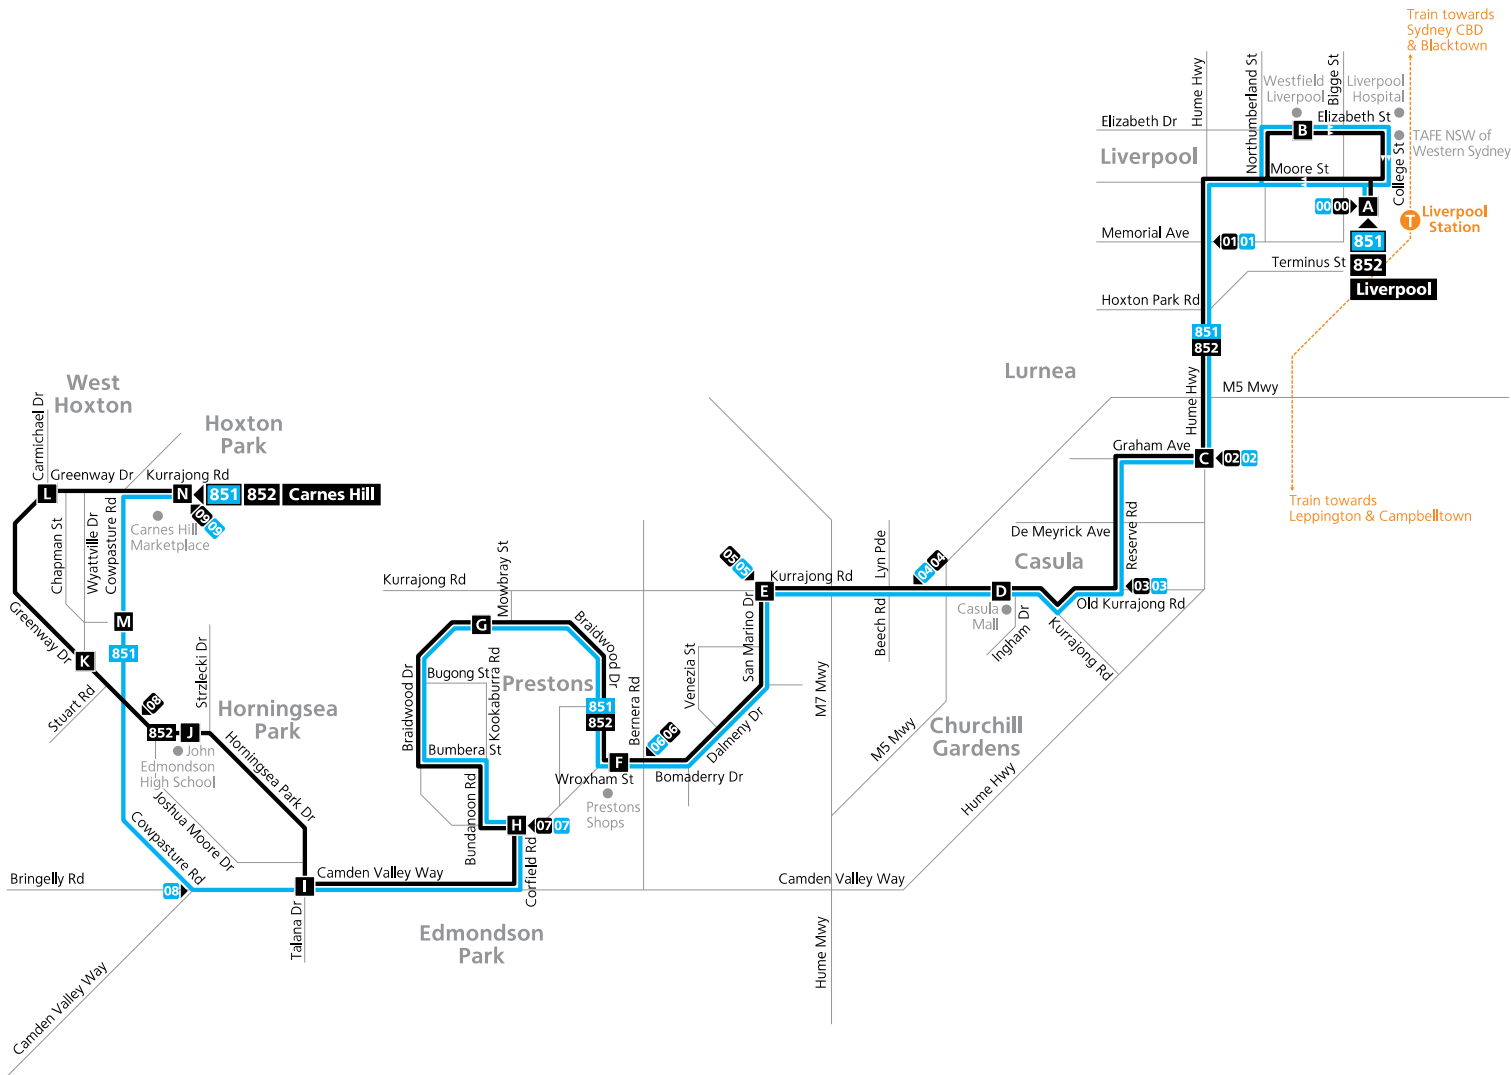 Train towards
Sydney CBD
& Blacktown
Hume Hwy
Northumberland St
Westfield
Liverpool
Bigge St
Liverpool
Hospital
Elizabeth Dr
B
Elizabeth St
TAFE NSW of
Western Sydney
Liverpool
Moore St
College St
00
00
A
T
Liverpool
Station
Memorial Ave
01
01
851
Terminus St
852
Liverpool
Hoxton Park Rd
851
852
Lurnea
M5 Mwy
Hume Hwy
Graham Ave
C
02
02
Train towards
Leppington & Campbelltown
De Meyrick Ave
Reserve Rd
Casula
West
Hoxton
Carmichael Dr
Hoxton
Park
Greenway Dr
Kurrajong Rd
L
N
851
852
Carnes Hill
09
09
Chapman St
Wyattville Dr
Cowpasture Rd
Carnes Hill
Marketplace
Kurrajong Rd
Mowbray St
05
05
E
Kurrajong Rd
Lyn Pde
04
04
D
03
03
Old Kurrajong Rd
Casula
Mall
Ingham Dr
Kurrajong Rd
Beech Rd
M
G
Braidwood Dr
San Marino Dr
Greenway Dr
K
851
Strzlecki Dr
Braidwood Dr
Bugong St
Kookaburra Rd
Prestons
Bernera Rd
Venezia St
M7 Mwy
Stuart Rd
08
852
J
Horningsea
Park
851
852
Dalmeny Dr
M5 Mwy
Churchill
Gardens
John
Edmondson
High School
Horningsea Park Dr
Bumbera St
06
06
F
Wroxham St
Bomaderry Dr
Hume Hwy
Joshua Moore Dr
Bundanoon Rd
Prestons
Shops
H
07
07
Cowpasture Rd
Corfield Rd
Bringelly Rd
08
I
Camden Valley Way
Camden Valley Way
Talana Dr
Edmondson
Park
Hume Mwy
Camden Valley Way